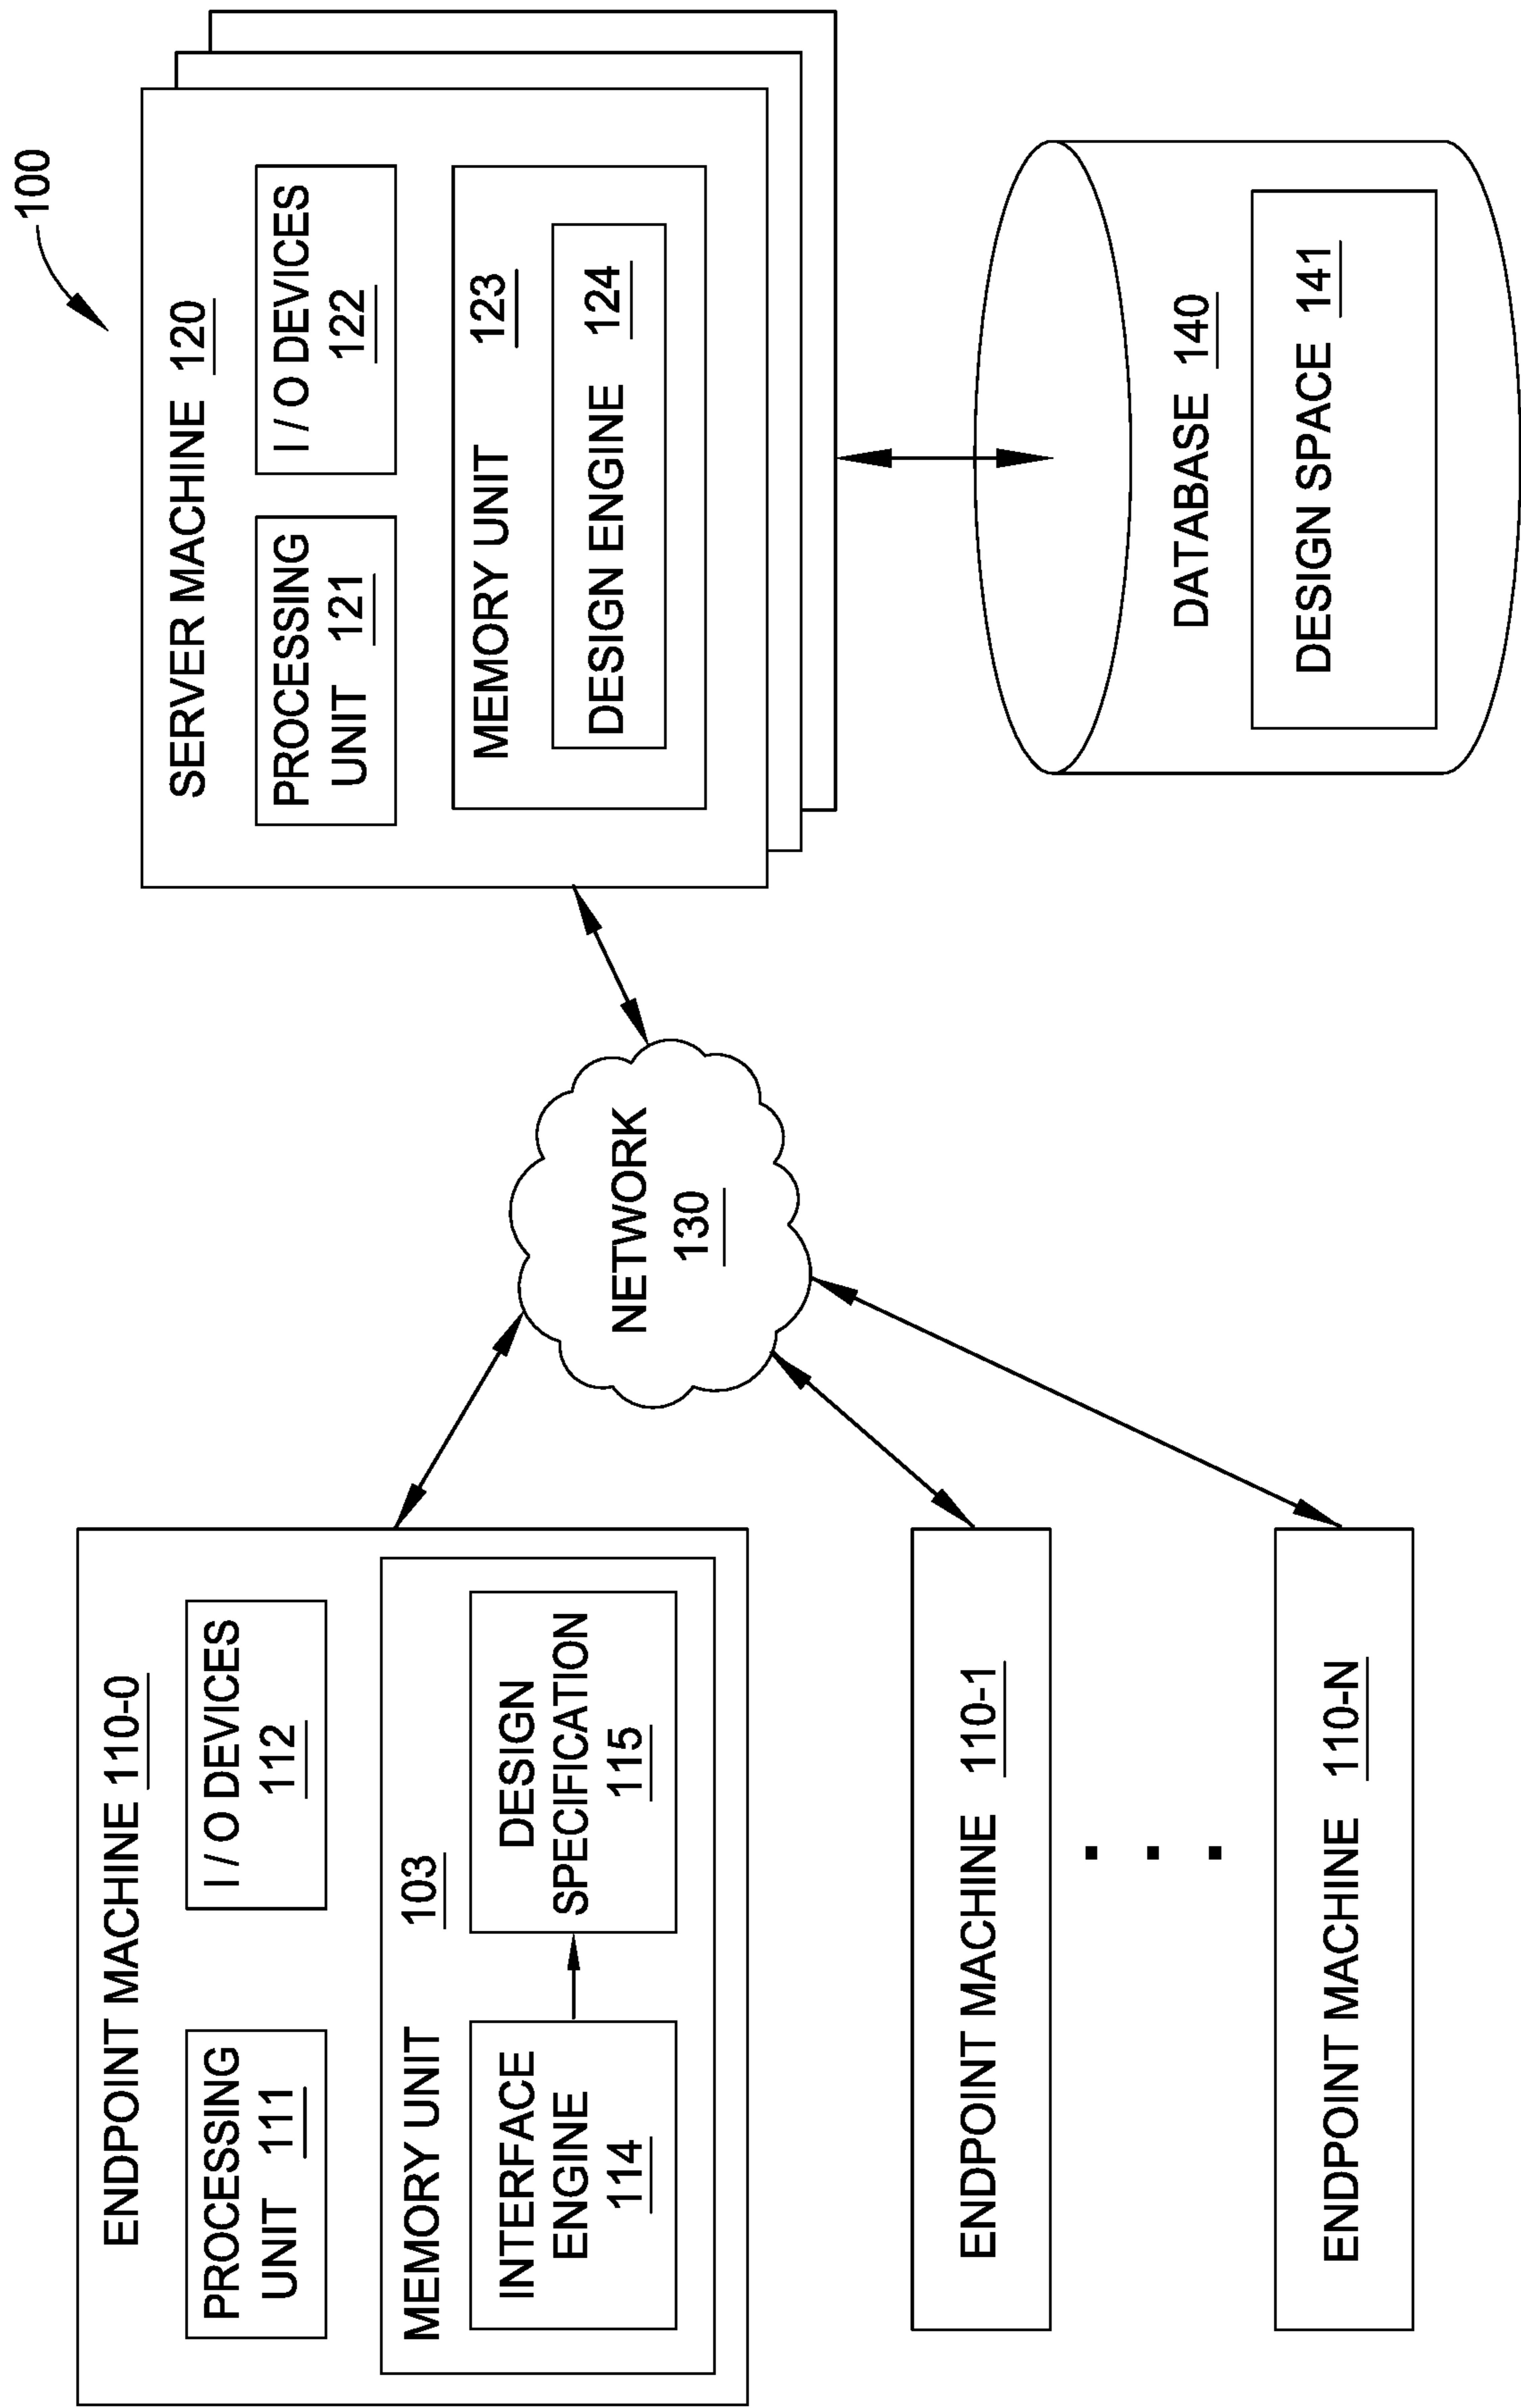 100
ENDPOINT MACHINE 110-0
PROCESSING
UNIT 111
I / O DEVICES
112
MEMORY UNIT 103
INTERFACE
ENGINE
114
DESIGN
SPECIFICATION
115
ENDPOINT MACHINE 110-1
ENDPOINT MACHINE 110-N
NETWORK
130
SERVER MACHINE 120
PROCESSING
UNIT 121
I / O DEVICES
122
MEMORY UNIT 123
DESIGN ENGINE 124
DATABASE 140
DESIGN SPACE 141